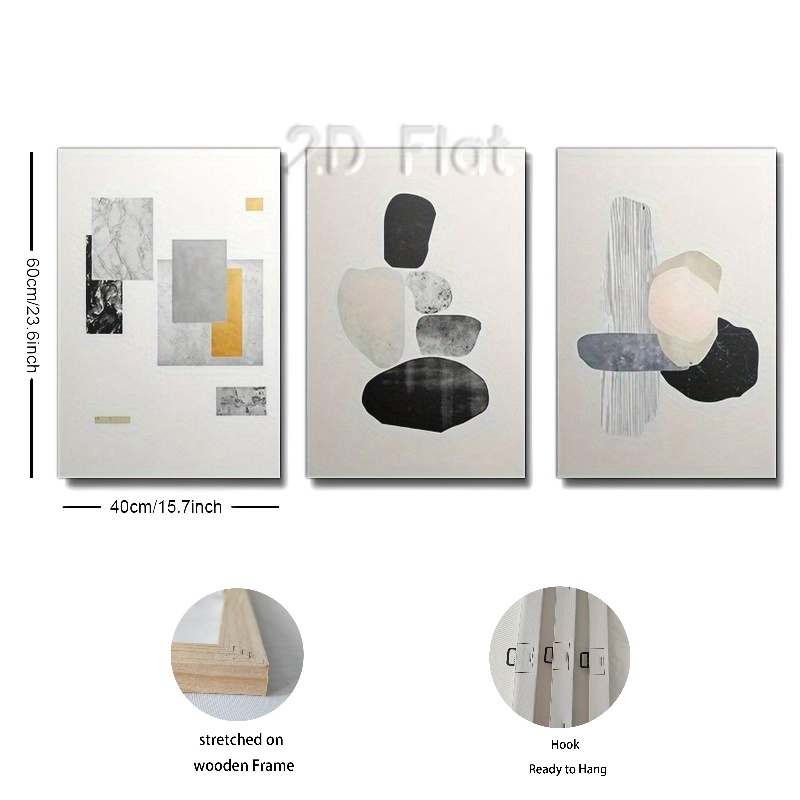 2D Flat
60cm/23.6inch
40cm/15.7inch
stretched on
wooden Frame
Hook
Ready to Hang